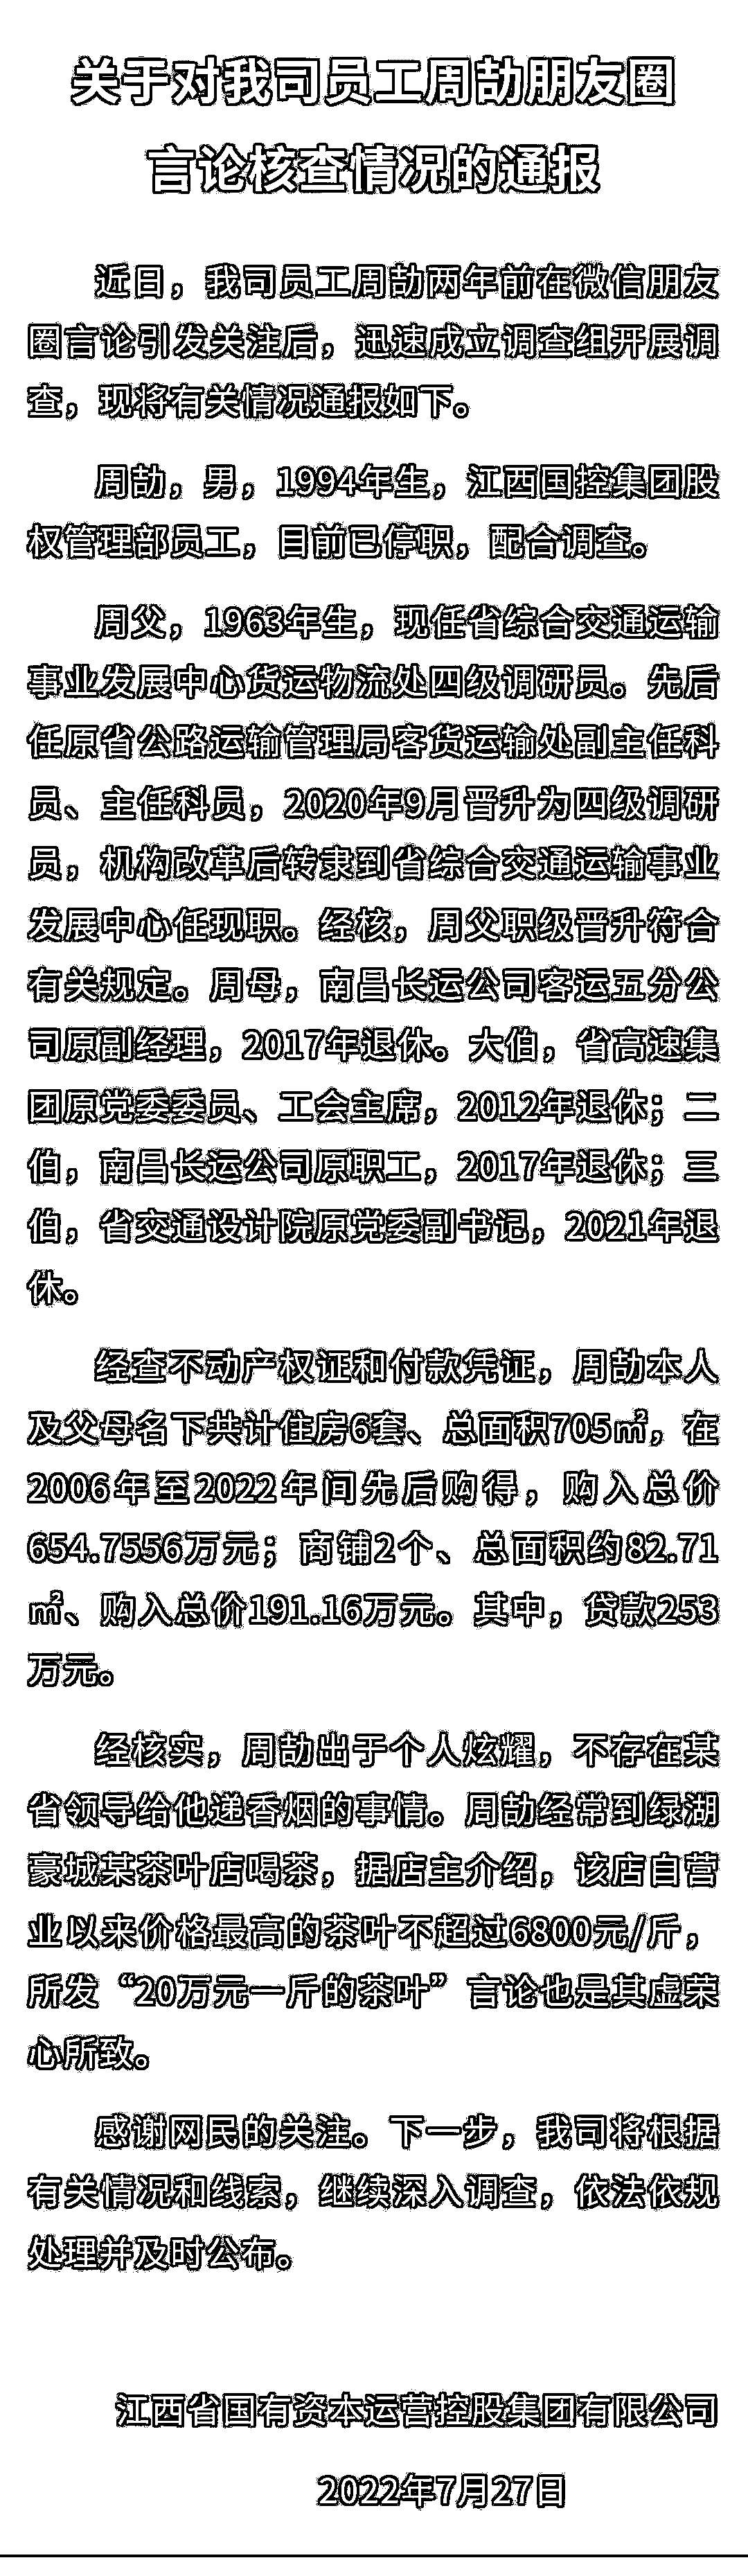 关于对我司员工周劼朋友圈
言论核查情况的通报
近日，我司员工周劼两年前在微信朋友
圈言论引发关注后，迅速成立调查组开展调
查，现将有关情况通报如下。
周劼，男，1994年生，江西国控集团股
权管理部员工，目前已停职，配合调查。
周父，1963年生，现任省综合交通运输
事业发展中心货运物流处四级调研员。先后
任原省公路运输管理局客货运输处副主任科
员、主任科员，2020年9月晋升为四级调研
员，机构改革后转隶到省综合交通运输事业
发展中心任现职。经核，周父职级晋升符合
有关规定。周母，南昌长运公司客运五分公
司原副经理，2017年退休。大伯，省高速集
团原党委委员、工会主席，2012年退休；二
伯，南昌长运公司原职工，2017年退休；三
伯，省交通设计院原党委副书记，2021年退
休。
经查不动产权证和付款凭证，周劼本人
及父母名下共计住房6套、总面积705㎡，在
2006年至2022年间先后购得，购入总价
654.7556万元；商铺2个、总面积约82.71
㎡、购入总价191.16万元。其中，贷款253
万元。
经核实，周劼出于个人炫耀，不存在某
省领导给他递香烟的事情。周劼经常到绿湖
豪城某茶叶店喝茶，据店主介绍，该店自营
业以来价格最高的茶叶不超过6800元/斤，
所发“20万元一斤的茶叶”言论也是其虚荣
心所致。
感谢网民的关注。下一步，我司将根据
有关情况和线索，继续深入调查，依法依规
处理并及时公布。
江西省国有资本运营控股集团有限公司
2022年7月27日